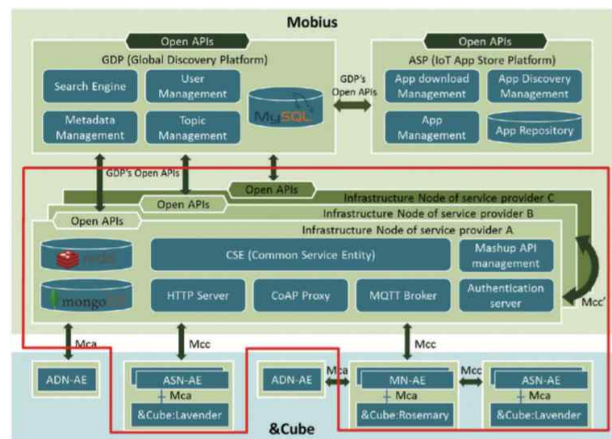 Mobius
Open APIs
GDP (Global Discovery Platform)
Search Engine
User
Management
Metadata
Management
Topic
Management
MySQL
GDP's
Open APIs
Open APIs
ASP (IoT App Store Platform)
App download
Management
App Discovery
Management
App
Management
App Repository
GDP's Open APIs
Open APIs
Infrastructure Node of service provider C
Open APIs
Infrastructure Node of service provider B
Open APIs
Infrastructure Node of service provider A
redis
CSE (Common Service Entity)
Mashup API
management
mongo
HTTP Server
CoAP Proxy
MQTT Broker
Authentication
server
Mcc'
Mca
Mcc
Mcc
ADN-AE
ASN-AE
Mca
&Cube:Lavender
ADN-AE
Mca
MN-AE
Mca
&Cube:Rosemary
Mcc
ASN-AE
Mca
&Cube:Lavender
&Cube